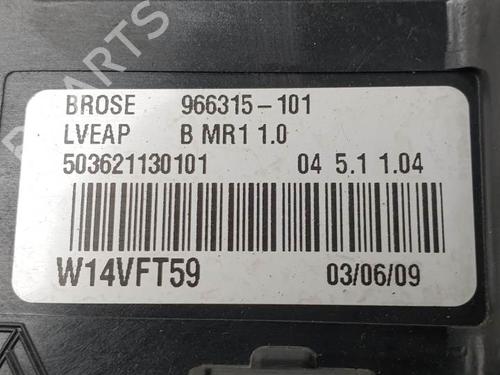 BROSE 966315-101
LVEAP B MR1 1.0
503621130101 04 5.1 1.04
W14VFT59 03/06/09